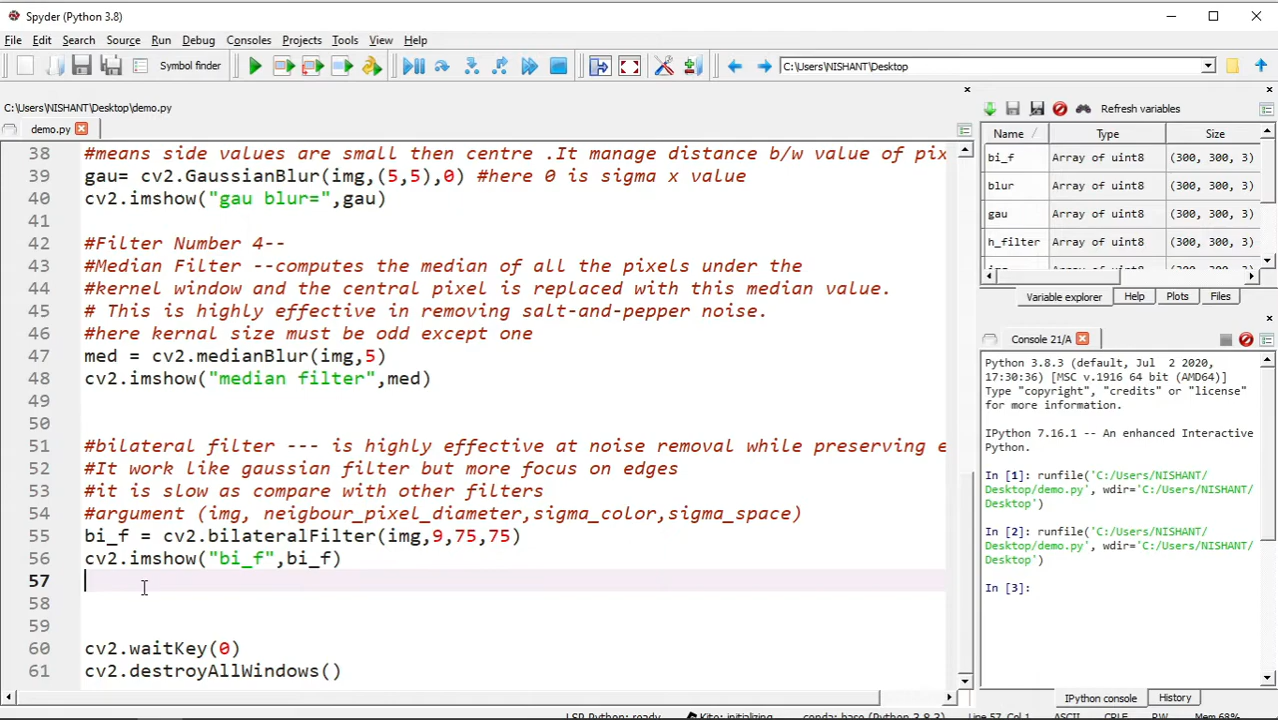 Spyder (Python 3.8)
File Edit Search Source Run Debug Consoles Projects Tools View Help
Symbol finder
C:\Users\NISHANT\Desktop
C:\Users\NISHANT\Desktop\demo.py
demo.py
38 #means side values are small then centre .It manage distance b/w value of pix
39 gau= cv2.GaussianBlur(img,(5,5),0) #here 0 is sigma x value
40 cv2.imshow("gau blur=",gau)
41
42 #Filter Number 4--
43 #Median Filter --computes the median of all the pixels under the
44 #kernel window and the central pixel is replaced with this median value.
45 # This is highly effective in removing salt-and-pepper noise.
46 #here kernal size must be odd except one
47 med = cv2.medianBlur(img,5)
48 cv2.imshow("median filter",med)
49
50
51 #bilateral filter --- is highly effective at noise removal while preserving e
52 #It work like gaussian filter but more focus on edges
53 #it is slow as compare with other filters
54 #argument (img, neigbour_pixel_diameter,sigma_color,sigma_space)
55 bi_f = cv2.bilateralFilter(img,9,75,75)
56 cv2.imshow("bi_f",bi_f)
57
58
59
60 cv2.waitKey(0)
61 cv2.destroyAllWindows()
Refresh variables
Name Type Size
bi_f Array of uint8 (300, 300, 3)
blur Array of uint8 (300, 300, 3)
gau Array of uint8 (300, 300, 3)
h_filter Array of uint8 (300, 300, 3)
Variable explorer Help Plots Files
Console 21/A
Python 3.8.3 (default, Jul 2 2020,
17:30:36) [MSC v.1916 64 bit (AMD64)]
Type "copyright", "credits" or "license"
for more information.
IPython 7.16.1 -- An enhanced Interactive
Python.
In [1]: runfile('C:/Users/NISHANT/
Desktop/demo.py', wdir='C:/Users/NISHANT/
Desktop')
In [2]: runfile('C:/Users/NISHANT/
Desktop/demo.py', wdir='C:/Users/NISHANT/
Desktop')
In [3]:
IPython console History
LSP Python: ready Kite: initializing conda: base (Python 3.8.3) Line 57, Col 1 ASCII CRLF RW Mem 68%